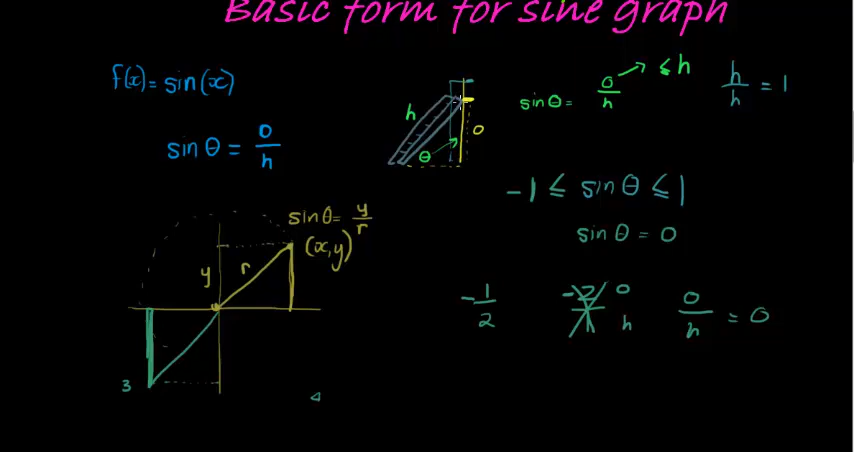 Basic form for sine graph
f(x) = sin(x)
sin θ = o/h
h
θ
o
sin θ = o/h → ≤ h
h/h = 1
-1 ≤ sin θ ≤ 1
sin θ = 0
sin θ = y/r
(x,y)
y
r
3
-1/2
o
h
0/h = 0